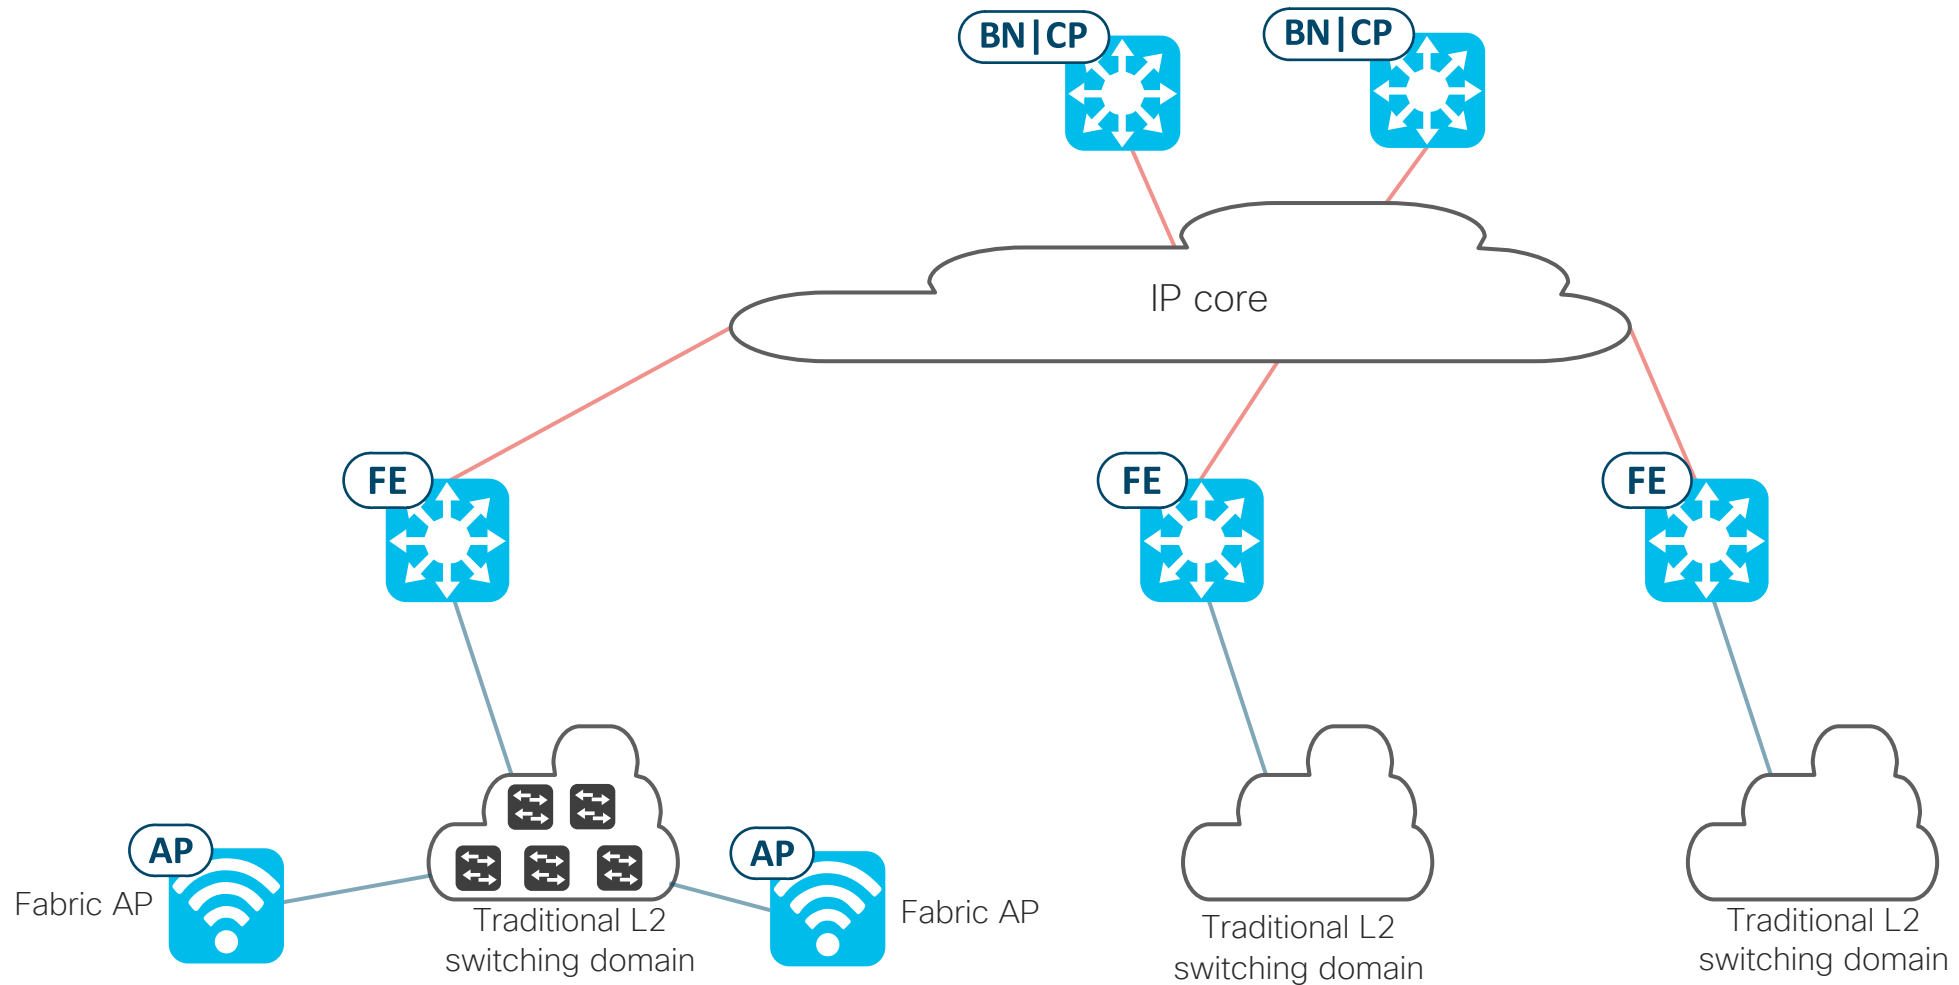 BN|CP
BN|CP
IP core
FE
FE
FE
AP
AP
Fabric AP
Fabric AP
Traditional L2
switching domain
Traditional L2
switching domain
Traditional L2
switching domain